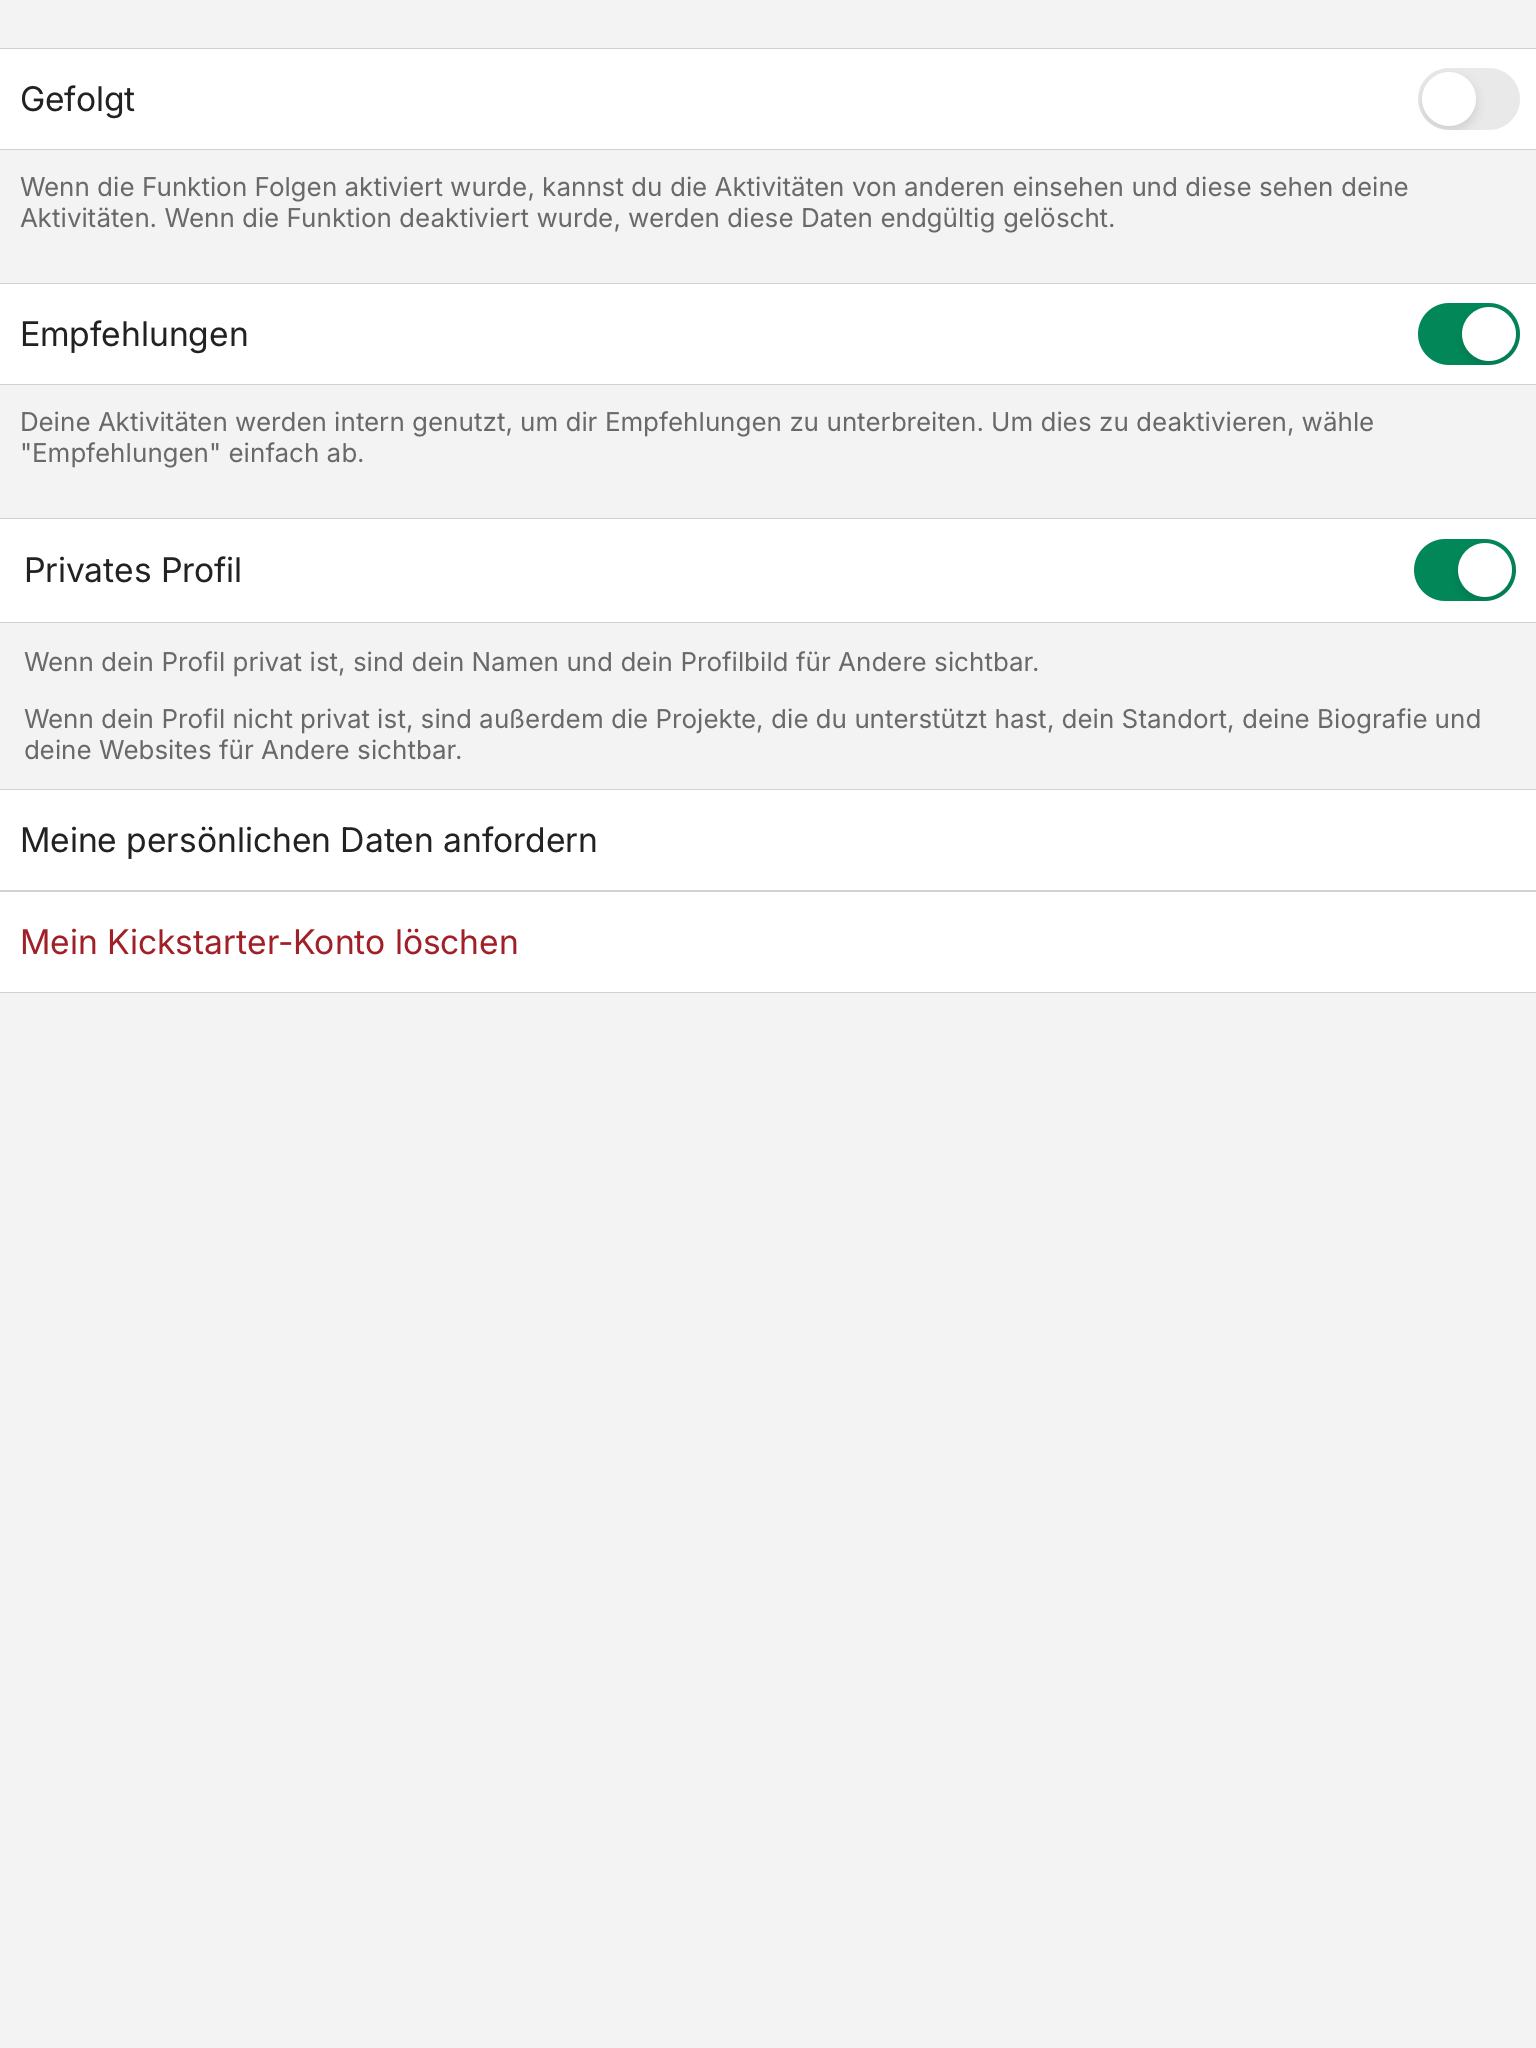 Gefolgt
Wenn die Funktion Folgen aktiviert wurde, kannst du die Aktivitäten von anderen einsehen und diese sehen deine
Aktivitäten. Wenn die Funktion deaktiviert wurde, werden diese Daten endgültig gelöscht.
Empfehlungen
Deine Aktivitäten werden intern genutzt, um dir Empfehlungen zu unterbreiten. Um dies zu deaktivieren, wähle
"Empfehlungen" einfach ab.
Privates Profil
Wenn dein Profil privat ist, sind dein Namen und dein Profilbild für Andere sichtbar.
Wenn dein Profil nicht privat ist, sind außerdem die Projekte, die du unterstützt hast, dein Standort, deine Biografie und
deine Websites für Andere sichtbar.
Meine persönlichen Daten anfordern
Mein Kickstarter-Konto löschen